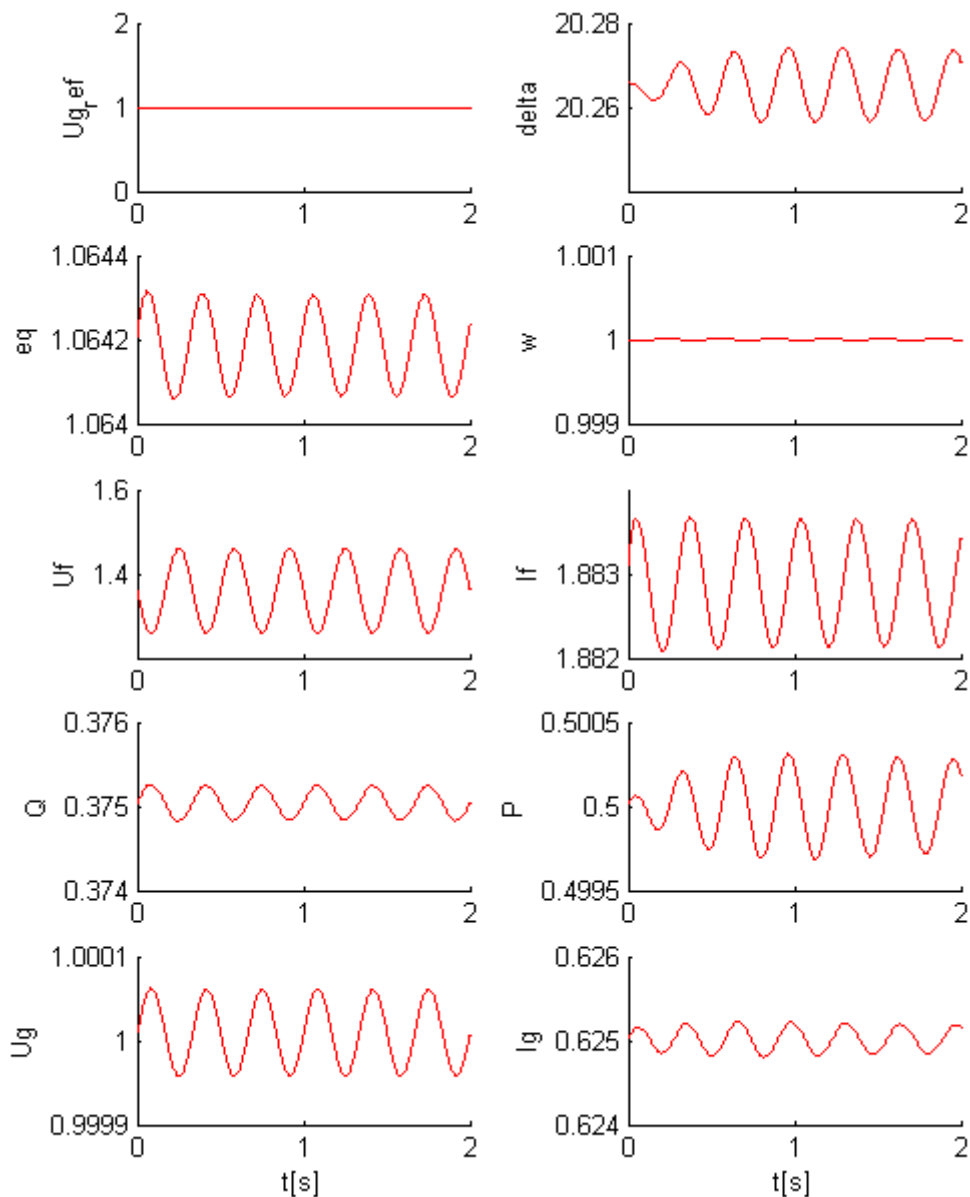 2 20.28
Ug_ref 1 delta 20.26
0
0 1 2 0 1 2
1.0644 1.001
eq 1.0642 w 1
1.064 0.999
0 1 2 0 1 2
1.6
Uf 1.4 If 1.883
1.882
0 1 2 0 1 2
0.376 0.5005
Q 0.375 P 0.5
0.374 0.4995
0 1 2 0 1 2
1.0001 0.626
Ug 1 Ig 0.625
0.9999 0.624
0 1 2 0 1 2
t[s] t[s]